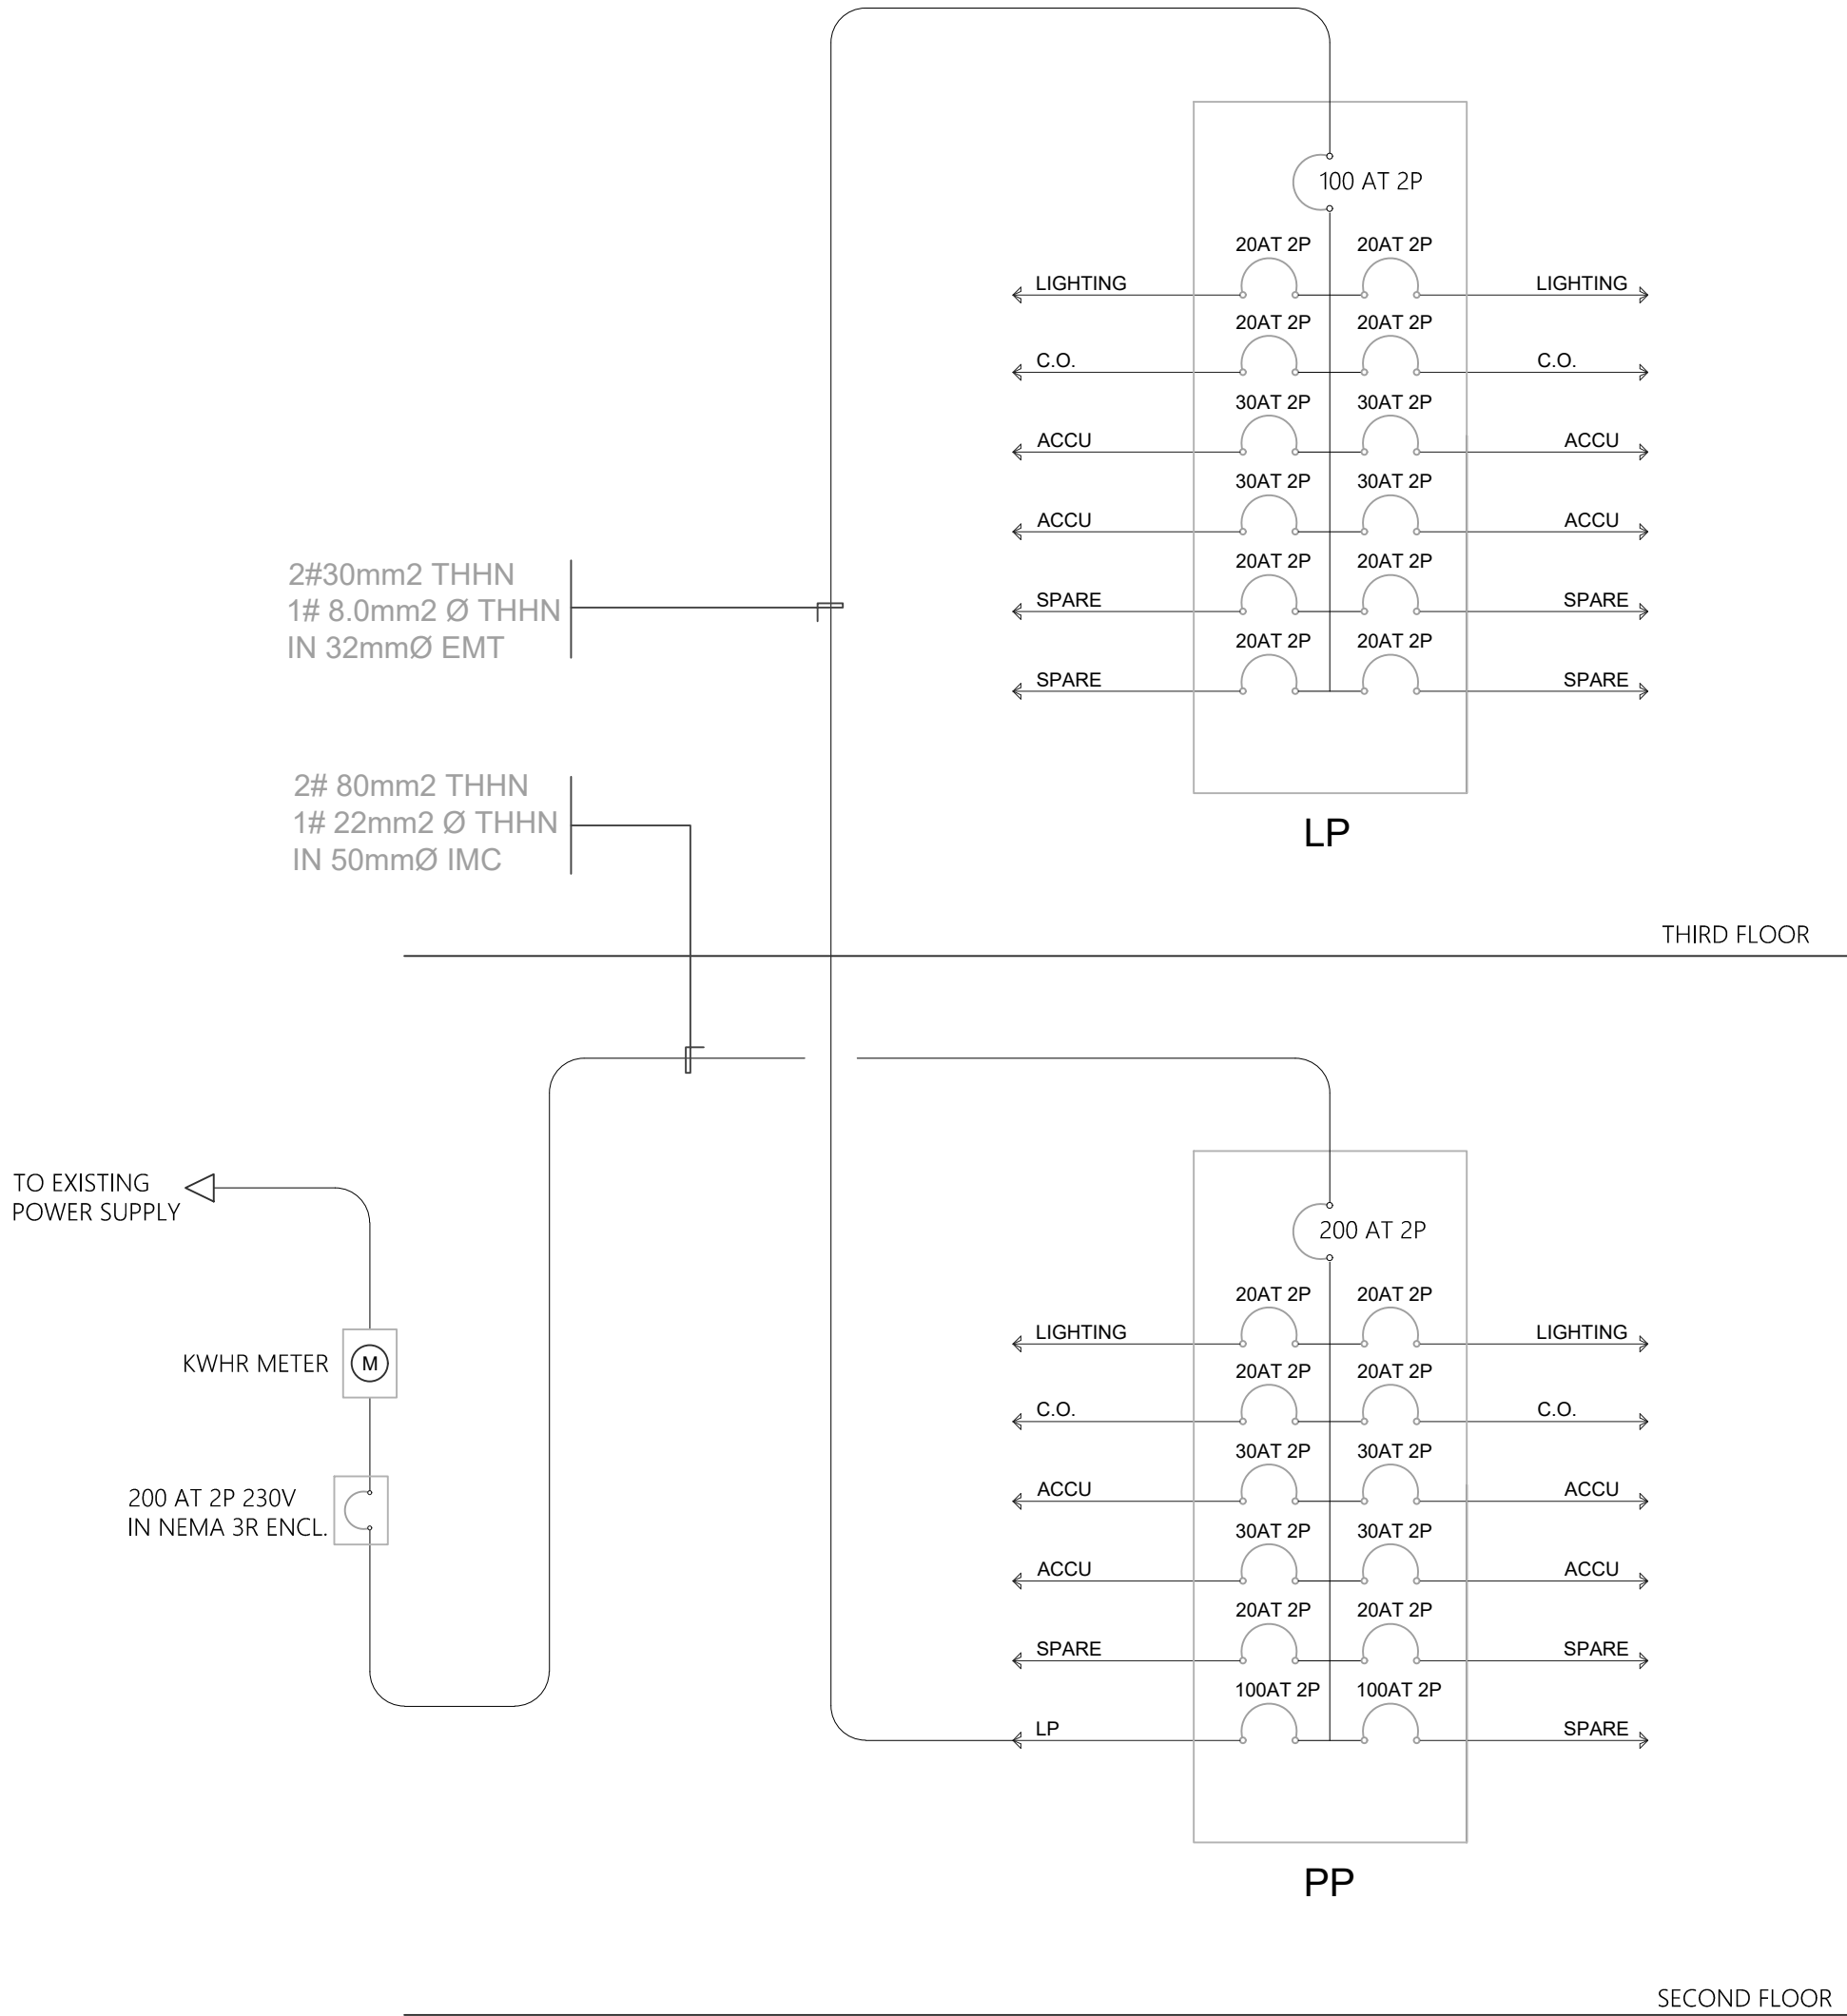 100 AT 2P
20AT 2P 20AT 2P
LIGHTING LIGHTING
20AT 2P 20AT 2P
C.O. C.O.
30AT 2P 30AT 2P
ACCU ACCU
30AT 2P 30AT 2P
ACCU ACCU
20AT 2P 20AT 2P
SPARE SPARE
20AT 2P 20AT 2P
SPARE SPARE
LP
2#30mm2 THHN
1# 8.0mm2 Ø THHN
IN 32mmØ EMT
2# 80mm2 THHN
1# 22mm2 Ø THHN
IN 50mmØ IMC
THIRD FLOOR
TO EXISTING
POWER SUPPLY
KWHR METER
M
200 AT 2P 230V
IN NEMA 3R ENCL.
200 AT 2P
20AT 2P 20AT 2P
LIGHTING LIGHTING
20AT 2P 20AT 2P
C.O. C.O.
30AT 2P 30AT 2P
ACCU ACCU
30AT 2P 30AT 2P
ACCU ACCU
20AT 2P 20AT 2P
SPARE SPARE
100AT 2P 100AT 2P
LP SPARE
PP
SECOND FLOOR